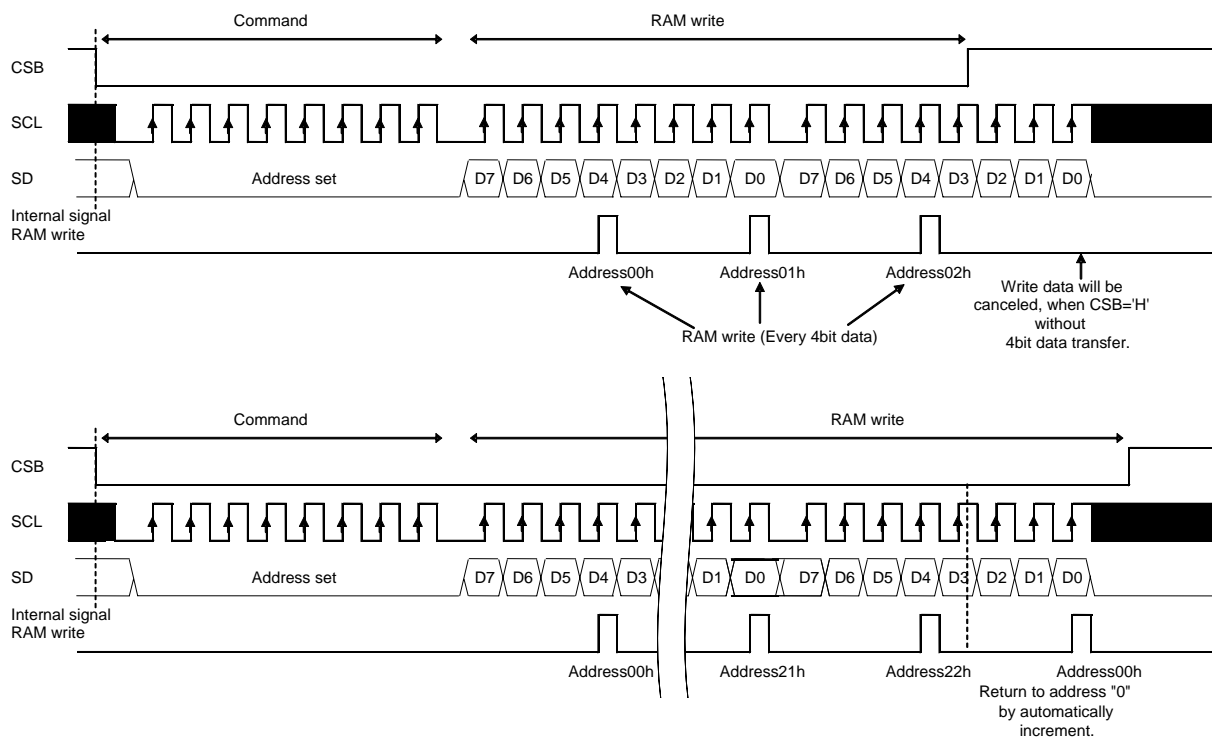 Command
RAM write
CSB
SCL
SD
Address set
D7 D6 D5 D4 D3 D2 D1 D0 D7 D6 D5 D4 D3 D2 D1 D0
Internal signal
RAM write
Address00h
Address01h
Address02h
RAM write (Every 4bit data)
Write data will be
canceled, when CSB='H'
without
4bit data transfer.
Command
RAM write
CSB
SCL
SD
Address set
D7 D6 D5 D4 D3 D1 D0 D7 D6 D5 D4 D3 D2 D1 D0
Internal signal
RAM write
Address00h
Address21h
Address22h
Address00h
Return to address "0"
by automatically
increment.